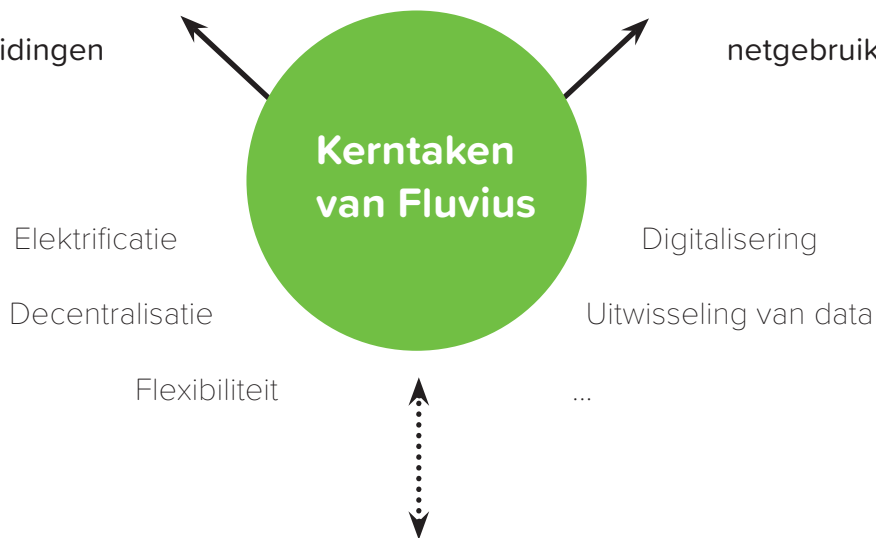 idingen
netgebruik
Kerntaken
van Fluvius
Elektrificatie
Digitalisering
Decentralisatie
Uitwisseling van data
Flexibiliteit
...